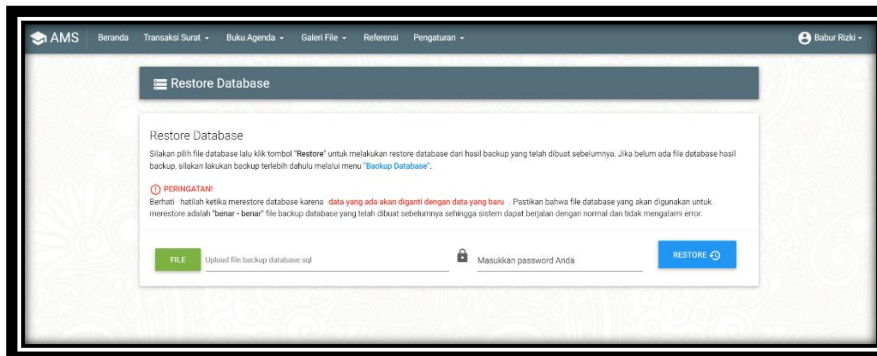 AMS Beranda Transaksi Surat Buku Agenda Galeri File Referensi Pengaturan Babur Rizki
Restore Database
Restore Database
Silakan pilih file database lalu klik tombol "Restore" untuk melakukan restore database dari hasil backup yang telah dibuat sebelumnya. Jika belum ada file database hasil
backup, silakan lakukan backup terlebih dahulu melalui menu "Backup Database".
PERINGATAN!
Berhati hatilah ketika merestore database karena data yang ada akan diganti dengan data yang baru . Pastikan bahwa file database yang akan digunakan untuk
merestore adalah "benar - benar" file backup database yang telah dibuat sebelumnya sehingga sistem dapat berjalan dengan normal dan tidak mengalami error.
FILE Upload file backup database sql Masukkan password Anda RESTORE